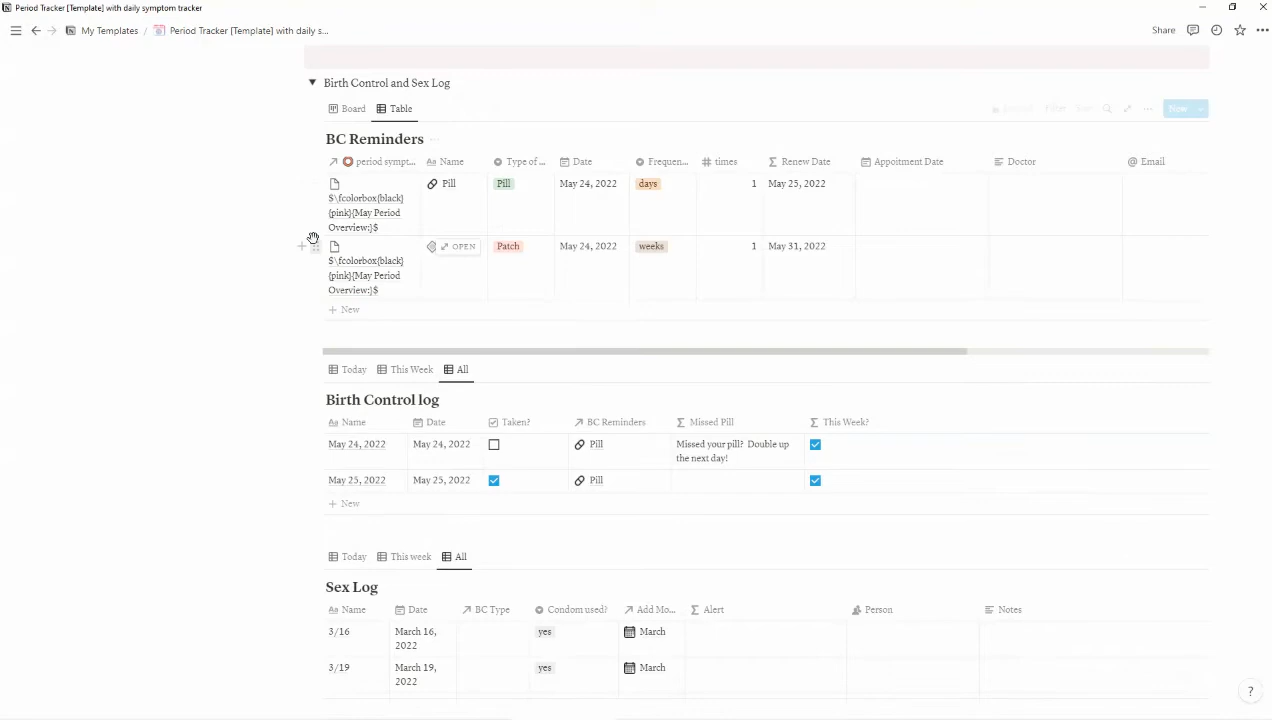 Period Tracker [Template] with daily symptom tracker
My Templates / Period Tracker [Template] with daily s...
Share
Birth Control and Sex Log
Board Table
New
BC Reminders
period sympt... Name Type of ... Date Frequen... # times Renew Date Appoitment Date Doctor @ Email
$\fcolorbox{black} Pill Pill May 24, 2022 days 1 May 25, 2022
{pink}{May Period
Overview:}$
$\fcolorbox{black} OPEN Patch May 24, 2022 weeks 1 May 31, 2022
{pink}{May Period
Overview:}$
+ New
Today This Week All
Birth Control log
Aa Name Date Taken? BC Reminders Σ Missed Pill Σ This Week?
May 24, 2022 May 24, 2022 Pill Missed your pill? Double up
the next day!
May 25, 2022 May 25, 2022 Pill
+ New
Today This week All
Sex Log
Aa Name Date BC Type Condom used? Add Mo... Σ Alert Person Notes
3/16 March 16, yes March
2022
3/19 March 19, yes March
2022
?